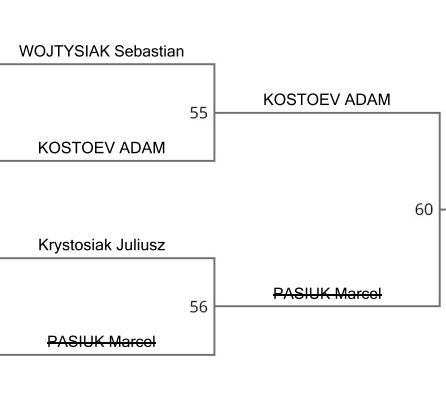 WOJTYSIAK Sebastian
KOSTOEV ADAM
55
KOSTOEV ADAM
60
Krystosiak Juliusz
PASIUK Marcel
56
PASIUK Marcel